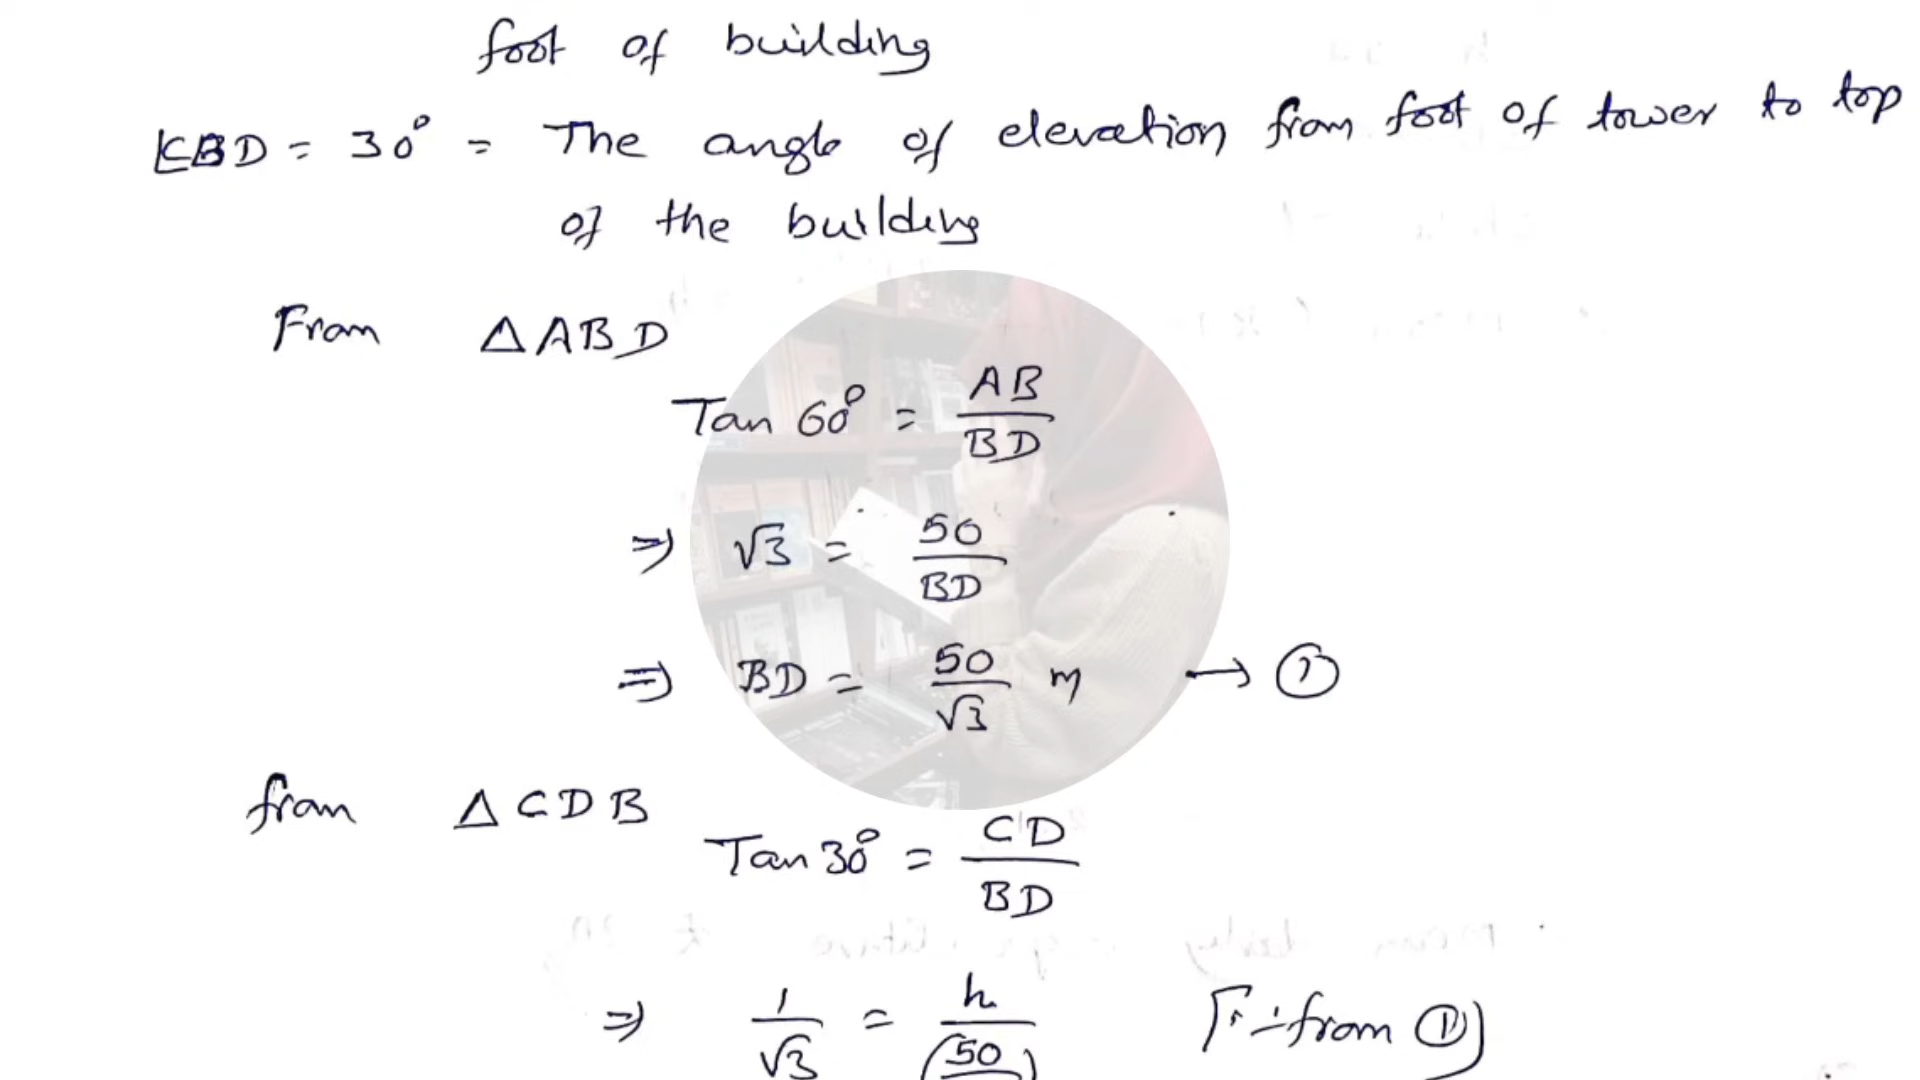 foot of building
∠CBD = 30° = The angle of elevation from foot of tower to top
of the building
From △ABD
Tan 60° = AB/BD
⇒ √3 = 50/BD
⇒ BD = 50/√3 m → ①
from △CDB
Tan 30° = CD/BD
⇒ 1/√3 = h/(50 [∵ from ①]